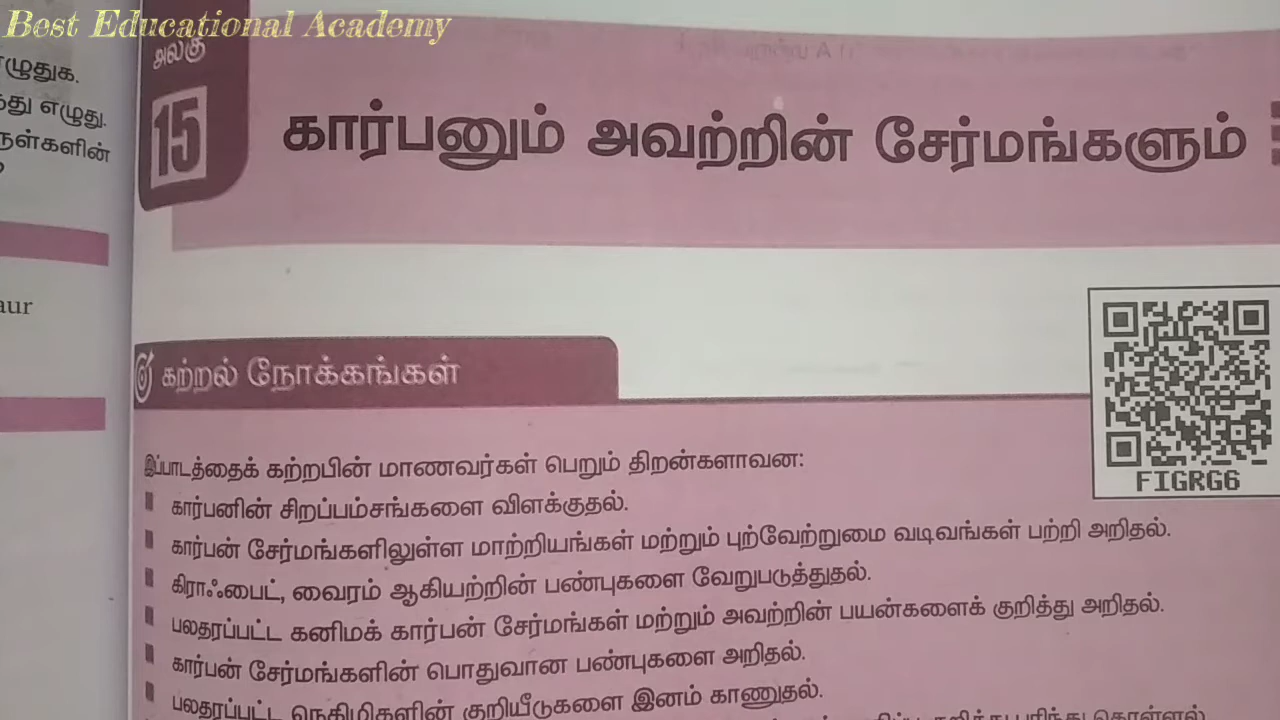 Best Educational Academy
ழுதுக.
து எழுது.
ருள்களின்
aur
அலகு
15
கார்பனும் அவற்றின் சேர்மங்களும்
கற்றல் நோக்கங்கள்
FIGRG6
இப்பாடத்தைக் கற்றபின் மாணவர்கள் பெறும் திறன்களாவன:
கார்பனின் சிறப்பம்சங்களை விளக்குதல்.
கார்பன் சேர்மங்களிலுள்ள மாற்றியங்கள் மற்றும் புறவேற்றுமை வடிவங்கள் பற்றி அறிதல்.
கிராஃபைட், வைரம் ஆகியற்றின் பண்புகளை வேறுபடுத்துதல்.
பலதரப்பட்ட கனிமக் கார்பன் சேர்மங்கள் மற்றும் அவற்றின் பயன்களைக் குறித்து அறிதல்.
கார்பன் சேர்மங்களின் பொதுவான பண்புகளை அறிதல்.
பலதரப்பட்ட நெகிழிகளின் குறியீடுகளை இனம் காணுதல்.